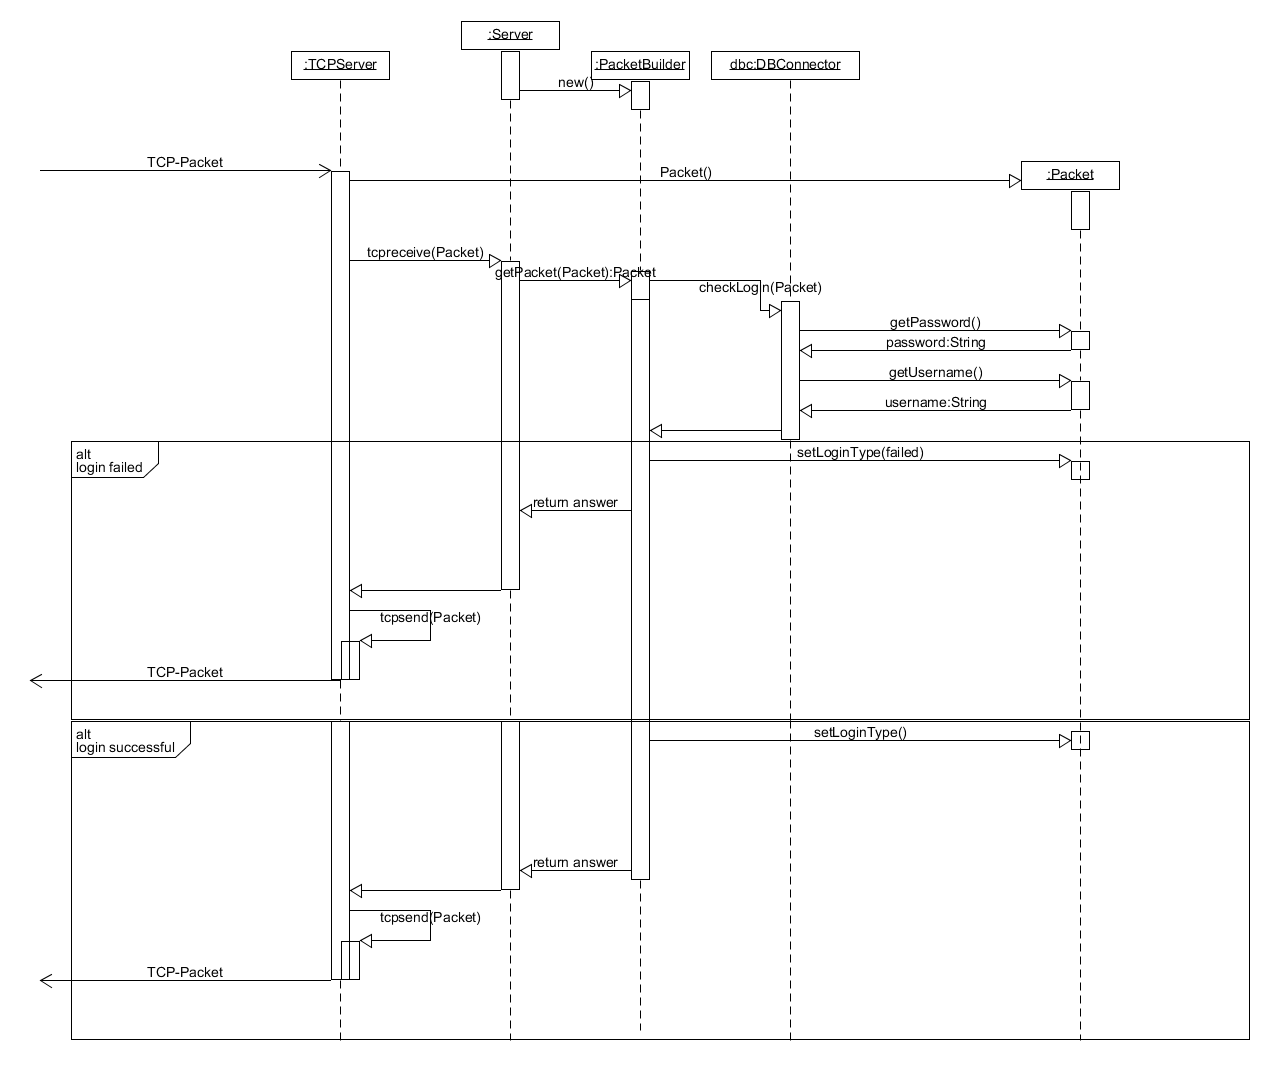 :Server
:TCPServer
:PacketBuilder
dbc:DBConnector
new()
TCP-Packet
Packet()
:Packet
tcpreceive(Packet)
getPacket(Packet):Packet
checkLogin(Packet)
getPassword()
password:String
getUsername()
username:String
alt
login failed
setLoginType(failed)
return answer
tcpsend(Packet)
TCP-Packet
alt
login successful
setLoginType()
return answer
tcpsend(Packet)
TCP-Packet